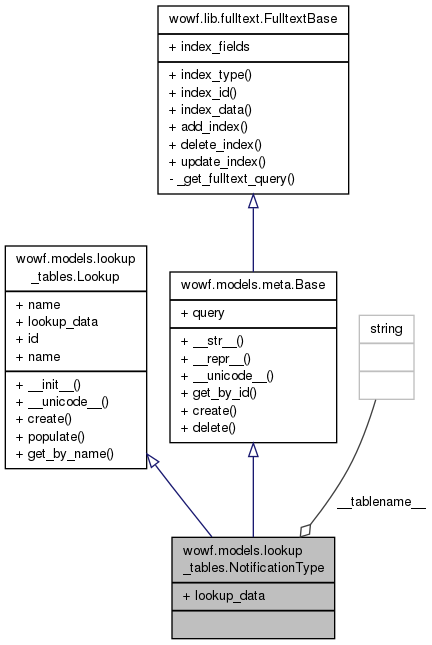 wowf.lib.fulltext.FulltextBase
+ index_fields
+ index_type()
+ index_id()
+ index_data()
+ add_index()
+ delete_index()
+ update_index()
- _get_fulltext_query()
wowf.models.lookup
_tables.Lookup
+ name
+ lookup_data
+ id
+ name
+ __init__()
+ __unicode__()
+ create()
+ populate()
+ get_by_name()
wowf.models.meta.Base
+ query
+ __str__()
+ __repr__()
+ __unicode__()
+ get_by_id()
+ create()
+ delete()
string
__tablename__
wowf.models.lookup
_tables.NotificationType
+ lookup_data